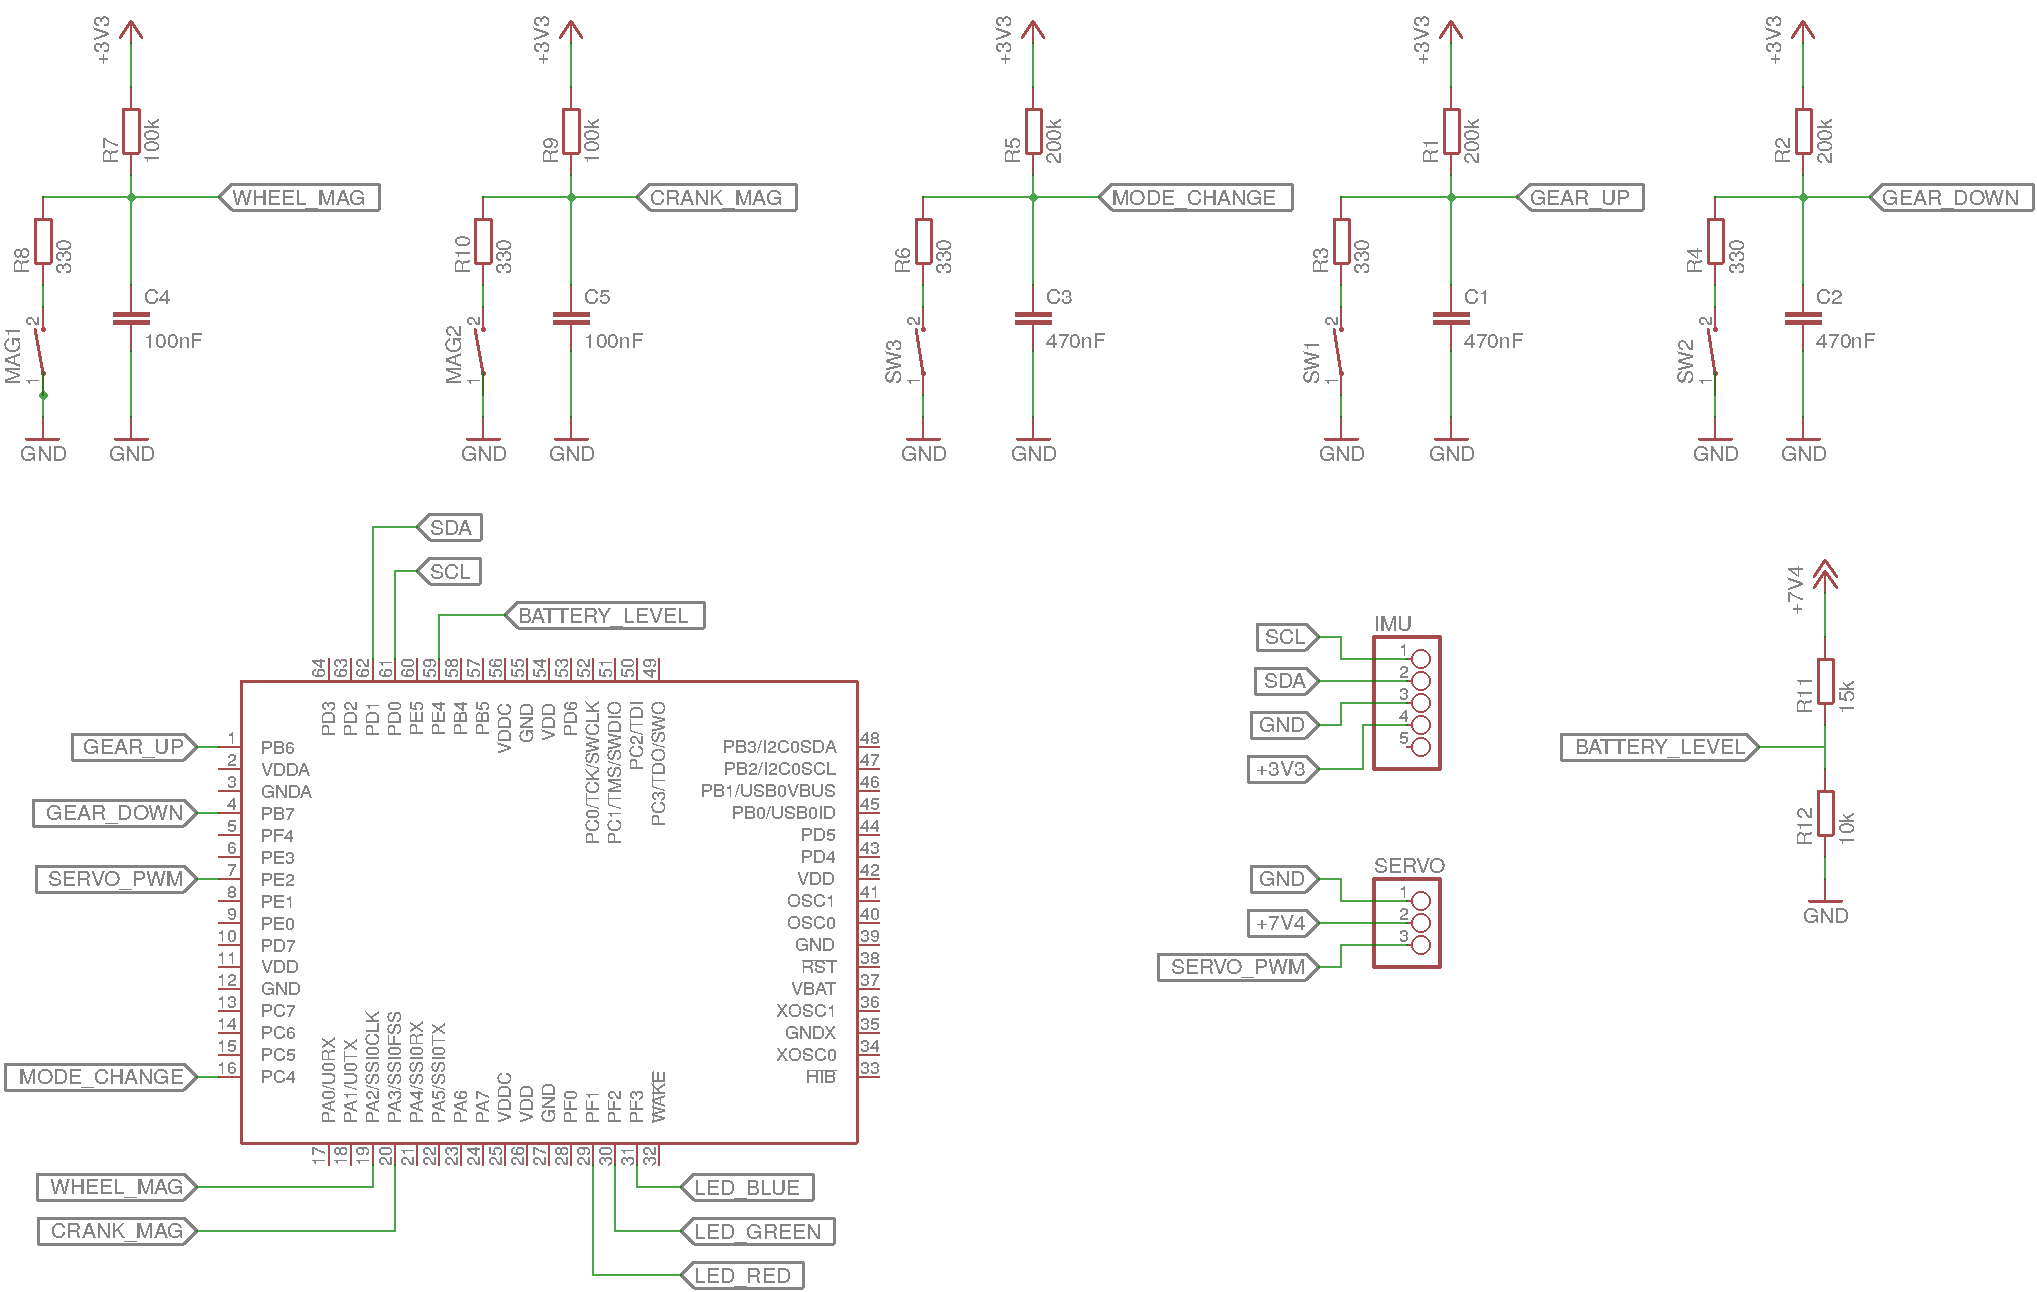 +3V3
+3V3
+3V3
+3V3
+3V3
R7
100k
R9
100k
R5
200k
R1
200k
R2
200k
WHEEL_MAG
CRANK_MAG
MODE_CHANGE
GEAR_UP
GEAR_DOWN
R8
330
R10
330
R6
330
R3
330
R4
330
C4
100nF
C5
100nF
C3
470nF
C1
470nF
C2
470nF
MAG1
2
1
MAG2
2
1
SW3
2
1
SW1
2
1
SW2
2
1
GND
GND
GND
GND
GND
GND
GND
GND
GND
GND
SDA
SCL
BATTERY_LEVEL
64
63
62
61
60
59
58
57
56
55
54
53
52
51
50
49
PD3
PD2
PD1
PD0
PE5
PE4
PB4
PB5
VDDC
GND
VDD
PD6
PC0/TCK/SWCLK
PC1/TMS/SWDIO
PC2/TDI
PC3/TDO/SWO
GEAR_UP
GEAR_DOWN
SERVO_PWM
MODE_CHANGE
1 PB6
2 VDDA
3 GNDA
4 PB7
5 PF4
6 PE3
7 PE2
8 PE1
9 PE0
10 PD7
11 VDD
12 GND
13 PC7
14 PC6
15 PC5
16 PC4
PB3/I2C0SDA 48
PB2/I2C0SCL 47
PB1/USB0VBUS 46
PB0/USB0ID 45
PD5 44
PD4 43
VDD 42
OSC1 41
OSC0 40
GND 39
RST 38
VBAT 37
XOSC1 36
GNDX 35
XOSC0 34
HIB 33
PA0/U0RX
PA1/U0TX
PA2/SSI0CLK
PA3/SSI0FSS
PA4/SSI0RX
PA5/SSI0TX
PA6
PA7
VDDC
VDD
GND
PF0
PF1
PF2
PF3
WAKE
17
18
19
20
21
22
23
24
25
26
27
28
29
30
31
32
WHEEL_MAG
CRANK_MAG
LED_BLUE
LED_GREEN
LED_RED
IMU
SCL
SDA
GND
+3V3
1
2
3
4
5
SERVO
GND
+7V4
SERVO_PWM
1
2
3
+7V4
R11
15k
BATTERY_LEVEL
R12
10k
GND